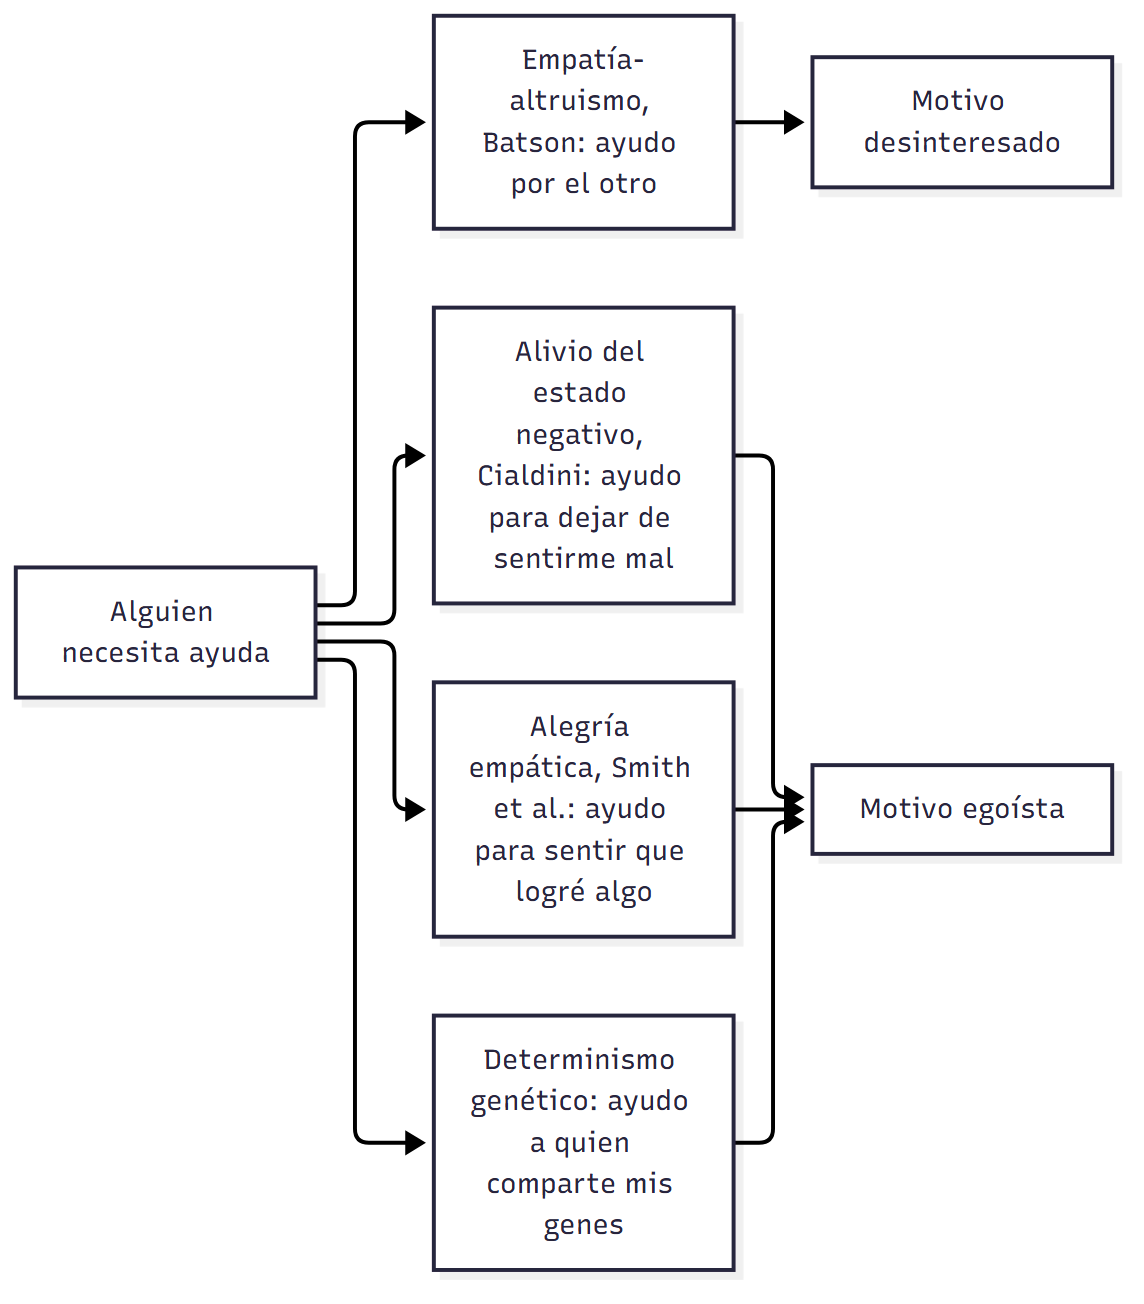 Empatía-
altruismo,
Batson: ayudo
por el otro
Motivo
desinteresado
Alivio del
estado
negativo,
Cialdini: ayudo
para dejar de
sentirme mal
Alguien
necesita ayuda
Alegría
empática, Smith
et al.: ayudo
para sentir que
logré algo
Motivo egoísta
Determinismo
genético: ayudo
a quien
comparte mis
genes